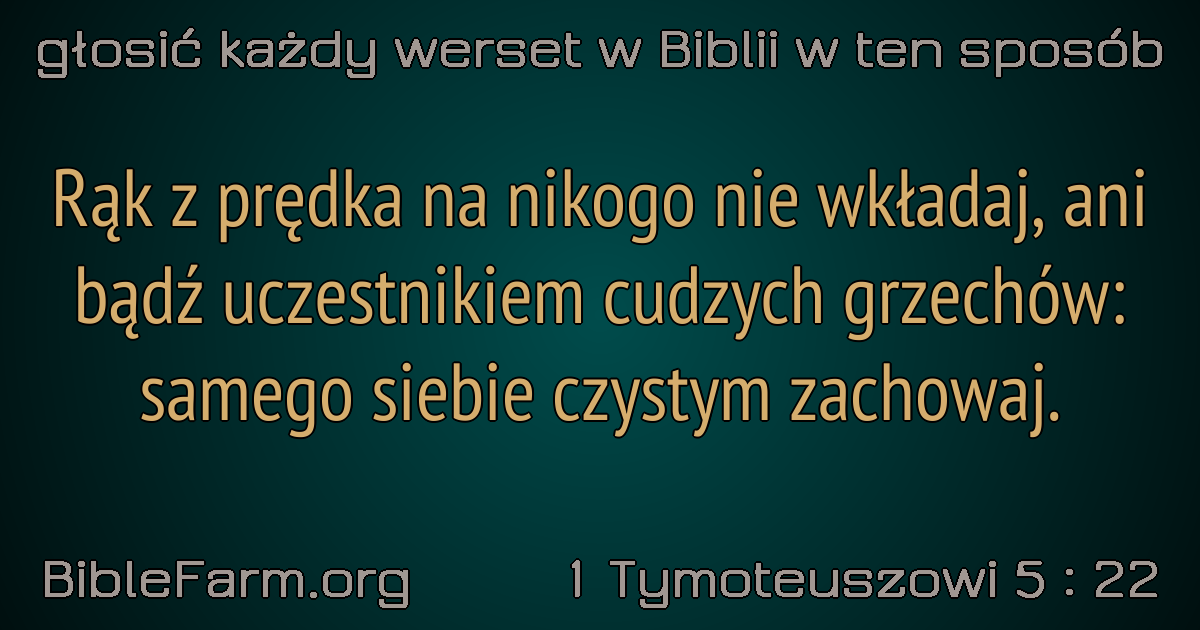 głosić każdy werset w Biblii w ten sposób
Rąk z prędka na nikogo nie wkładaj, ani
bądź uczestnikiem cudzych grzechów:
samego siebie czystym zachowaj.
BibleFarm.org
1 Tymoteuszowi 5 : 22